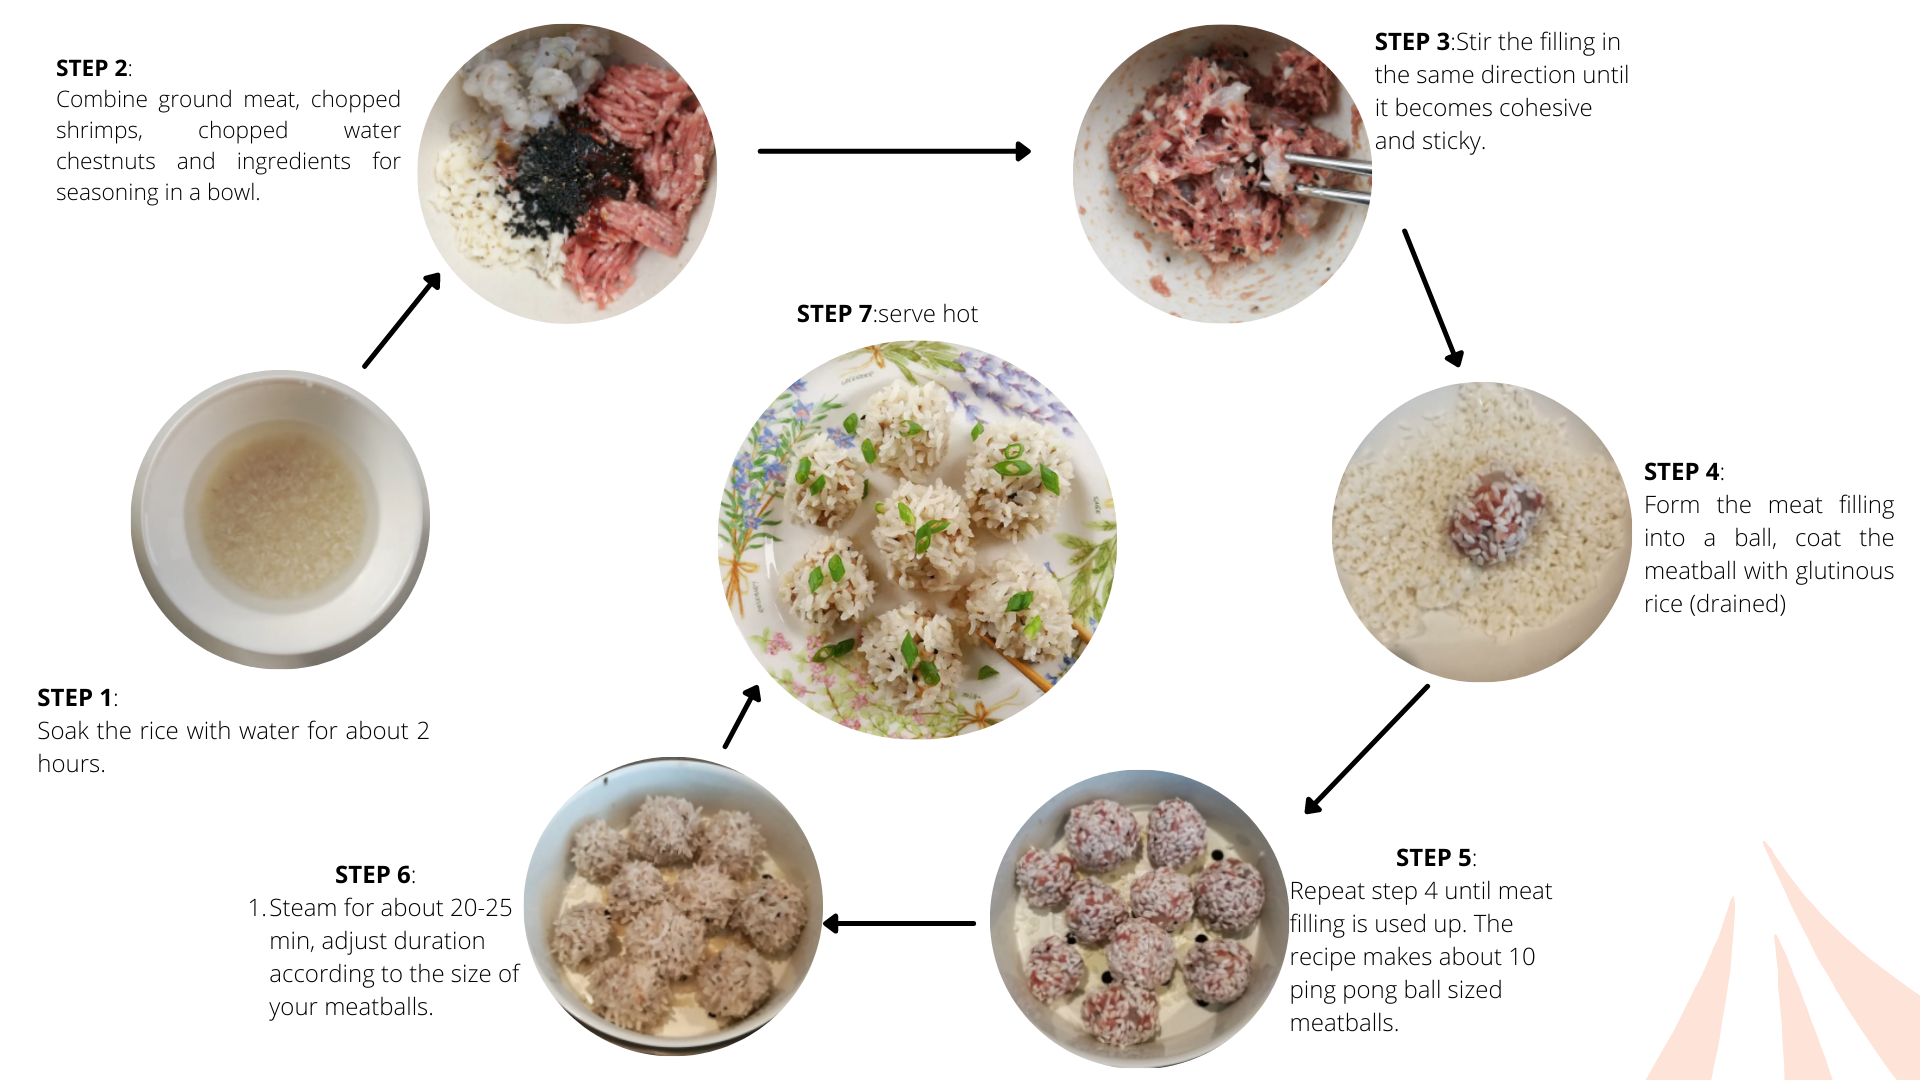 STEP 1:
Soak the rice with water for about 2
hours.
STEP 2:
Combine ground meat, chopped
shrimps, chopped water
chestnuts and ingredients for
seasoning in a bowl.
STEP 3:Stir the filling in
the same direction until
it becomes cohesive
and sticky.
STEP 4:
Form the meat filling
into a ball, coat the
meatball with glutinous
rice (drained)
STEP 5:
Repeat step 4 until meat
filling is used up. The
recipe makes about 10
ping pong ball sized
meatballs.
STEP 6:
1. Steam for about 20-25
min, adjust duration
according to the size of
your meatballs.
STEP 7:serve hot